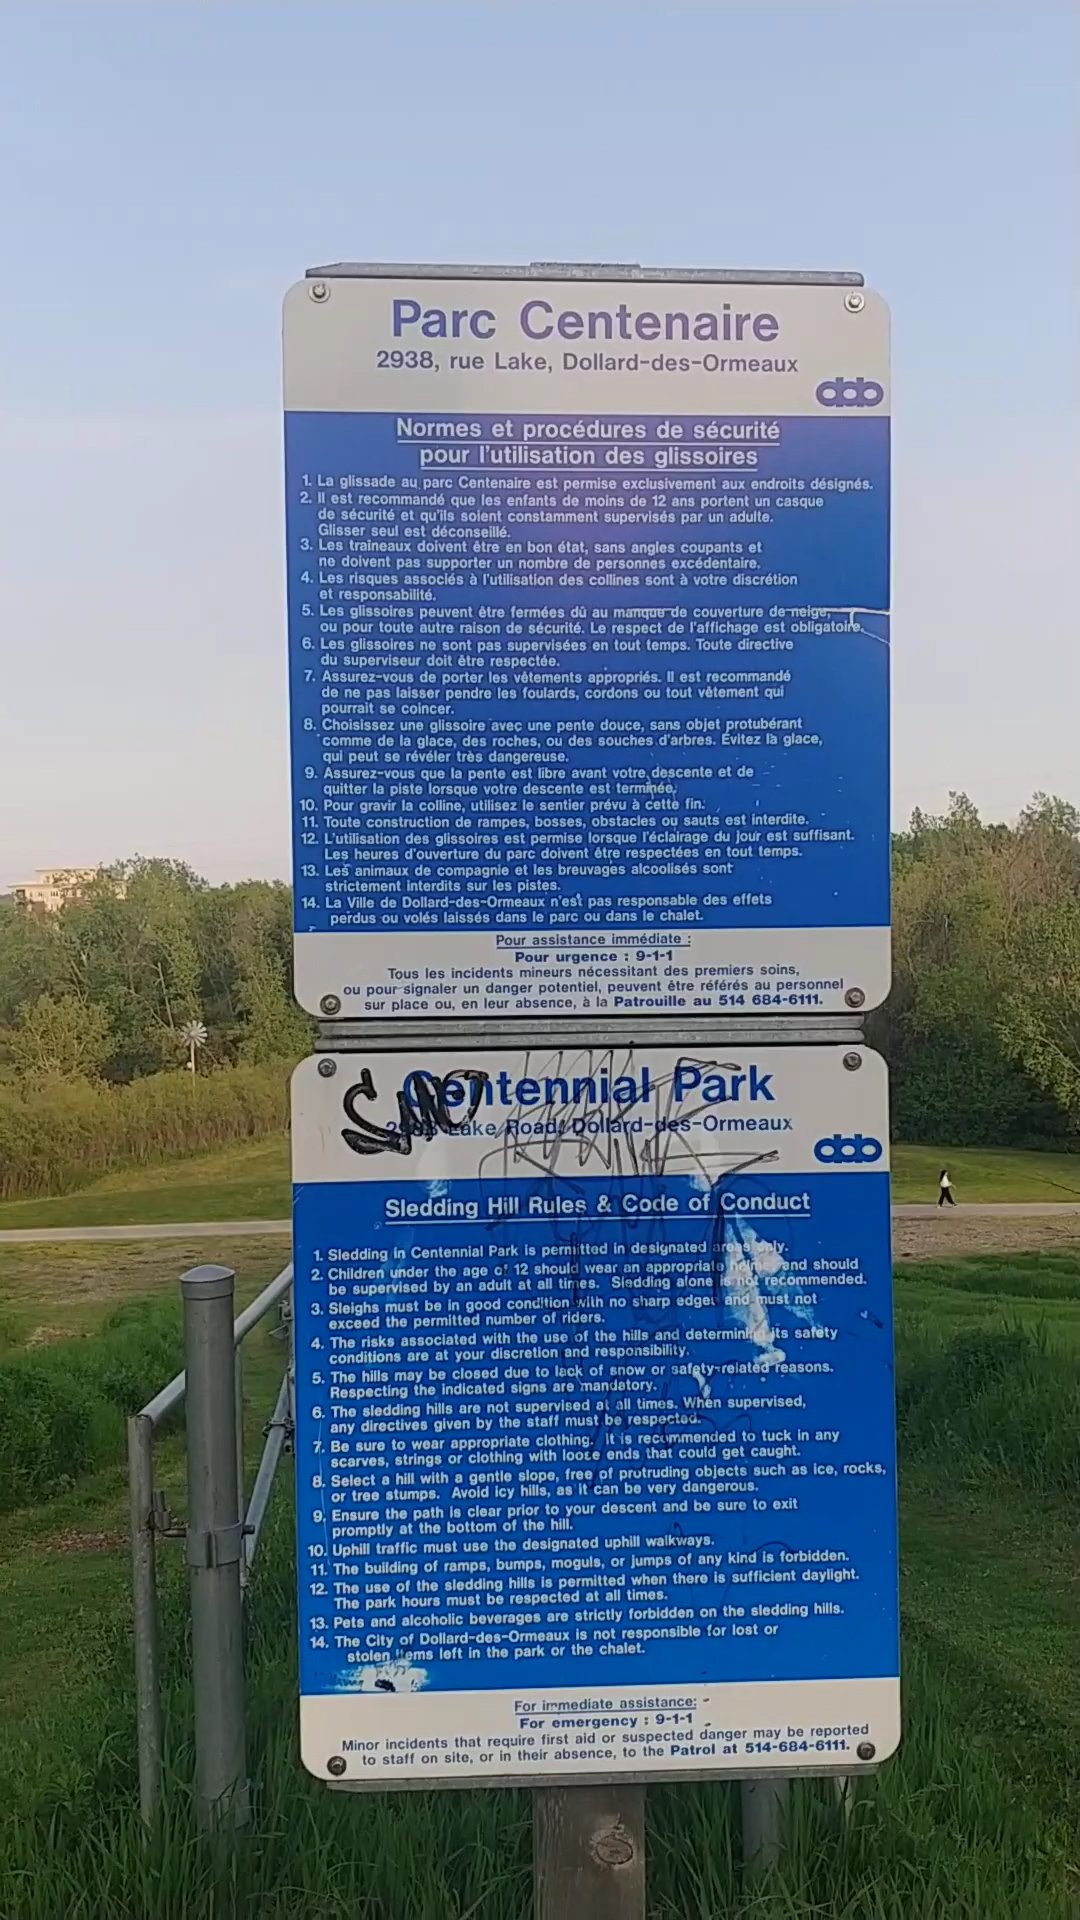 Parc Centenaire
2938, rue Lake, Dollard-des-Ormeaux
ddo
Normes et procédures de sécurité
pour l'utilisation des glissoires
1. La glissade au parc Centenaire est permise exclusivement aux endroits désignés.
2. Il est recommandé que les enfants de moins de 12 ans portent un casque
de sécurité et qu'ils soient constamment supervisés par un adulte.
Glisser seul est déconseillé.
3. Les traineaux doivent être en bon état, sans angles coupants et
ne doivent pas supporter un nombre de personnes excédentaire.
4. Les risques associés à l'utilisation des collines sont à votre discrétion
et responsabilité.
5. Les glissoires peuvent être fermées dû au manque de couverture de neige,
ou pour toute autre raison de sécurité. Le respect de l'affichage est obligatoire.
6. Les glissoires ne sont pas supervisées en tout temps. Toute directive
du superviseur doit être respectée.
7. Assurez-vous de porter les vêtements appropriés. Il est recommandé
de ne pas laisser pendre les foulards, cordons ou tout vêtement qui
pourrait se coincer.
8. Choisissez une glissoire avec une pente douce, sans objet protubérant
comme de la glace, des roches, ou des souches d'arbres. Évitez la glace,
qui peut se révéler très dangereuse.
9. Assurez-vous que la pente est libre avant votre descente et de
quitter la piste lorsque votre descente est terminée.
10. Pour gravir la colline, utilisez le sentier prévu à cette fin.
11. Toute construction de rampes, bosses, obstacles ou sauts est interdite.
12. L'utilisation des glissoires est permise lorsque l'éclairage du jour est suffisant.
Les heures d'ouverture du parc doivent être respectées en tout temps.
13. Les animaux de compagnie et les breuvages alcoolisés sont
strictement interdits sur les pistes.
14. La Ville de Dollard-des-Ormeaux n'est pas responsable des effets
perdus ou volés laissés dans le parc ou dans le chalet.
Pour assistance immédiate :
Pour urgence : 9-1-1
Tous les incidents mineurs nécessitant des premiers soins,
ou pour signaler un danger potentiel, peuvent être référés au personnel
sur place ou, en leur absence, à la Patrouille au 514 684-6111.
Centennial Park
Lake Road, Dollard-des-Ormeaux
ddo
Sledding Hill Rules & Code of Conduct
1. Sledding in Centennial Park is permitted in designated areas only.
2. Children under the age of 12 should wear an appropriate helmet and should
be supervised by an adult at all times. Sledding alone is not recommended.
3. Sleighs must be in good condition with no sharp edges and must not
exceed the permitted number of riders.
4. The risks associated with the use of the hills and determining its safety
conditions are at your discretion and responsibility.
5. The hills may be closed due to lack of snow or safety-related reasons.
Respecting the indicated signs are mandatory.
6. The sledding hills are not supervised at all times. When supervised,
any directives given by the staff must be respected.
7. Be sure to wear appropriate clothing. It is recommended to tuck in any
scarves, strings or clothing with loose ends that could get caught.
8. Select a hill with a gentle slope, free of protruding objects such as ice, rocks,
or tree stumps. Avoid icy hills, as it can be very dangerous.
9. Ensure the path is clear prior to your descent and be sure to exit
promptly at the bottom of the hill.
10. Uphill traffic must use the designated uphill walkways.
11. The building of ramps, bumps, moguls, or jumps of any kind is forbidden.
12. The use of the sledding hills is permitted when there is sufficient daylight.
The park hours must be respected at all times.
13. Pets and alcoholic beverages are strictly forbidden on the sledding hills.
14. The City of Dollard-des-Ormeaux is not responsible for lost or
stolen items left in the park or the chalet.
For immediate assistance:
For emergency : 9-1-1
Minor incidents that require first aid or suspected danger may be reported
to staff on site, or in their absence, to the Patrol at 514-684-6111.